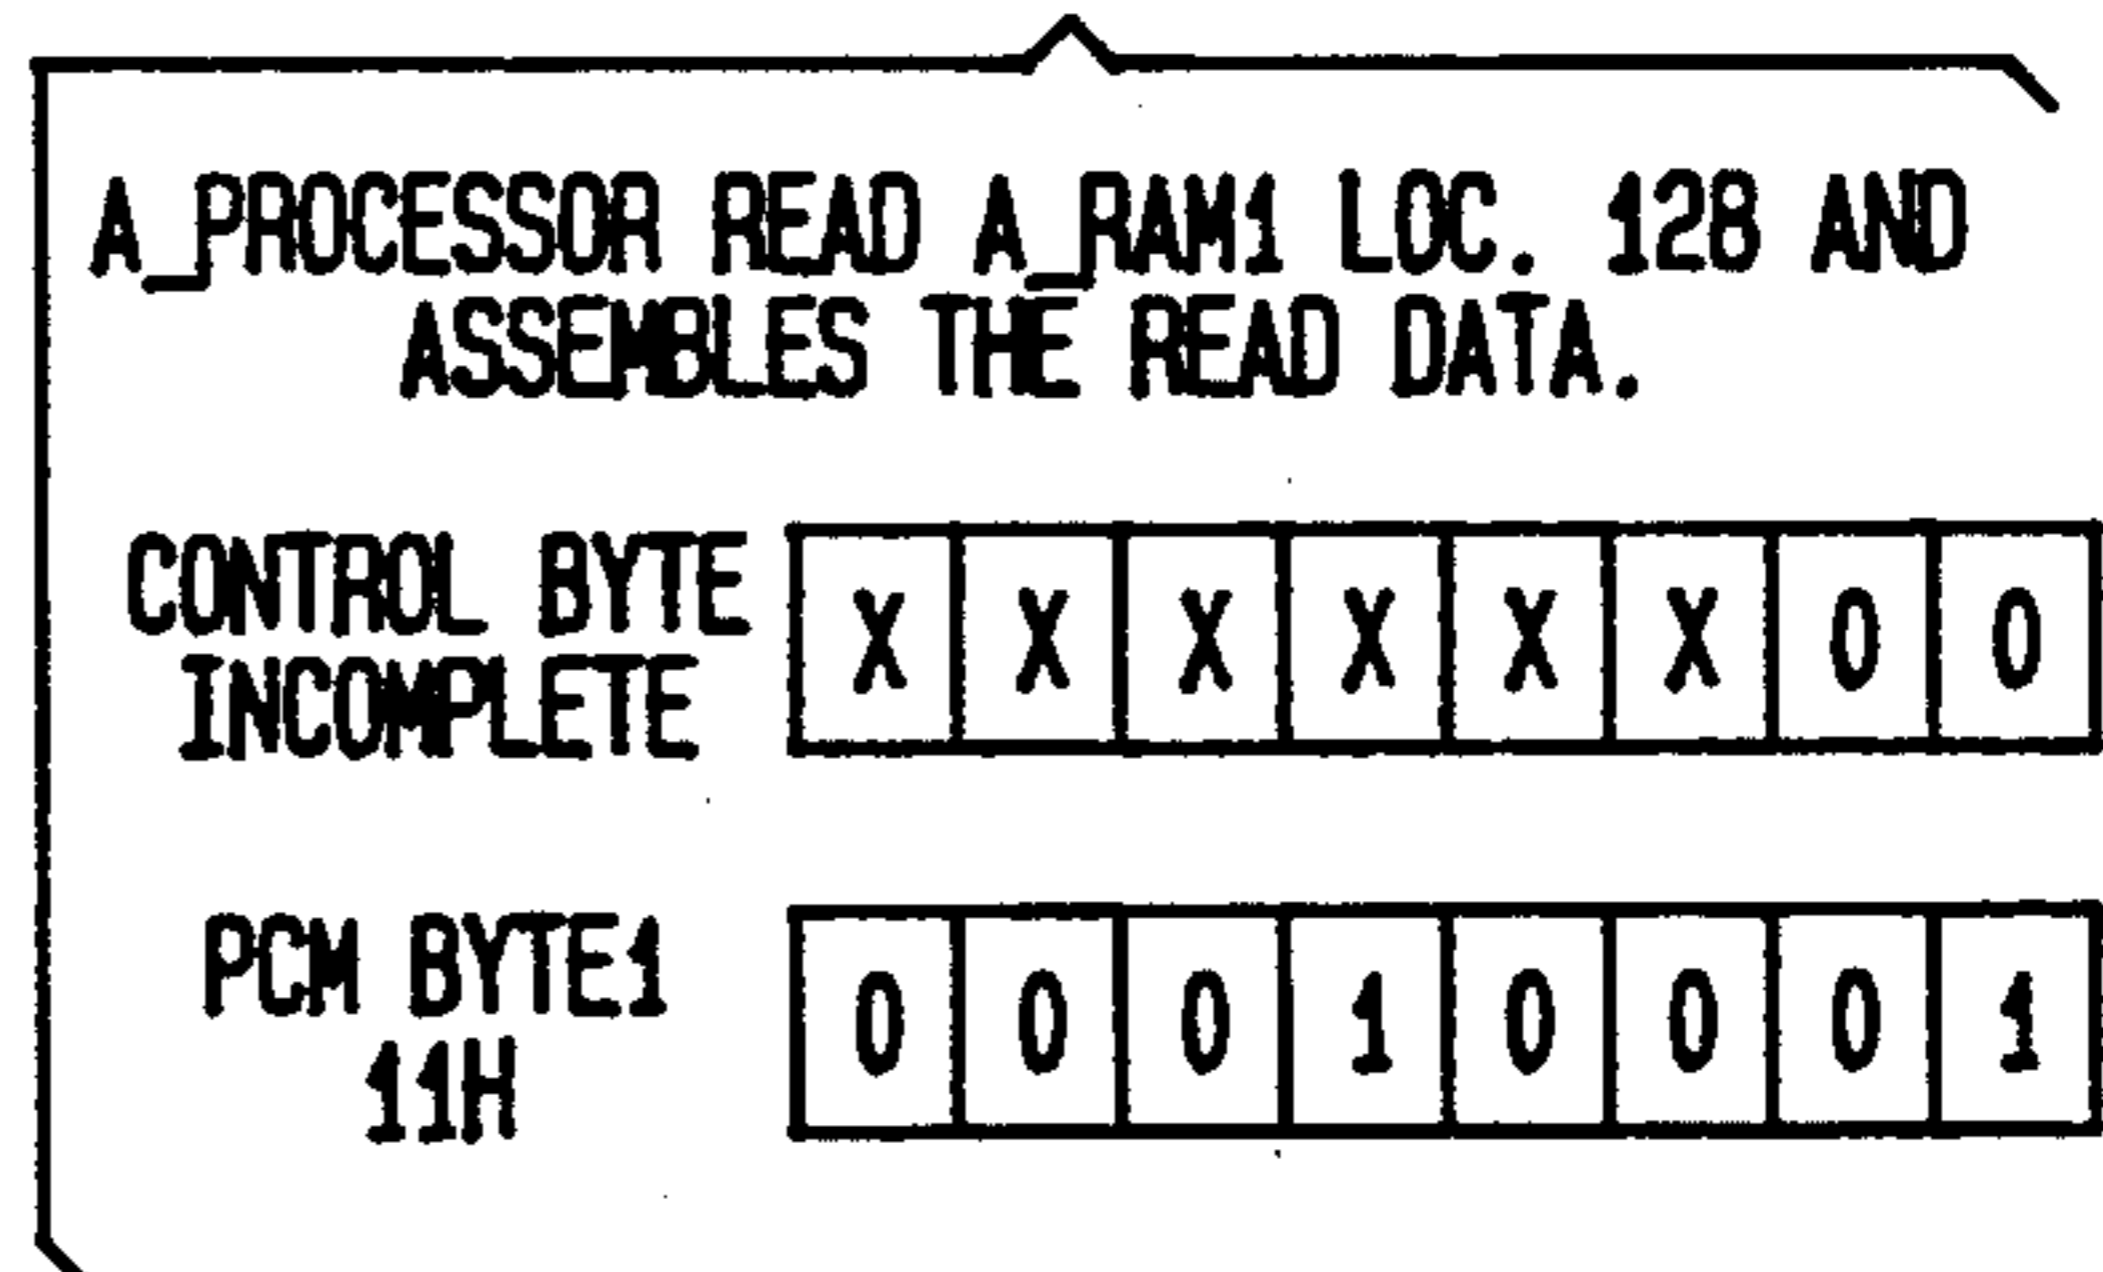 A_PROCESSOR READ A_RAM1 LOC. 128 AND
ASSEMBLES THE READ DATA.
CONTROL BYTE
INCOMPLETE
X X X X X X 0 0
PCM BYTE1
11H
0 0 0 1 0 0 0 1